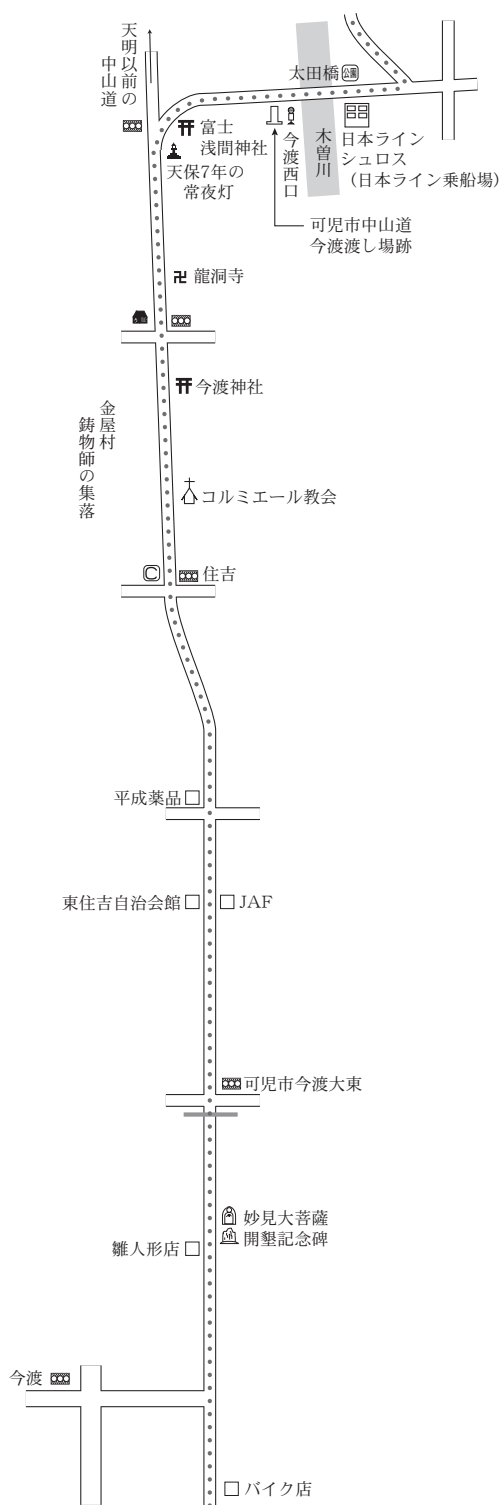 天明以前の
中山道
太田橋
公園
富士
浅間神社
天保7年の
常夜灯
今渡西口
木曽川
日本ライン
シュロス
（日本ライン乗船場）
可児市中山道
今渡渡し場跡
龍洞寺
今渡神社
金屋村
鋳物師の集落
コルミエール教会
C
住吉
平成薬品
東住吉自治会館
JAF
可児市今渡大東
妙見大菩薩
開墾記念碑
雛人形店
今渡
バイク店